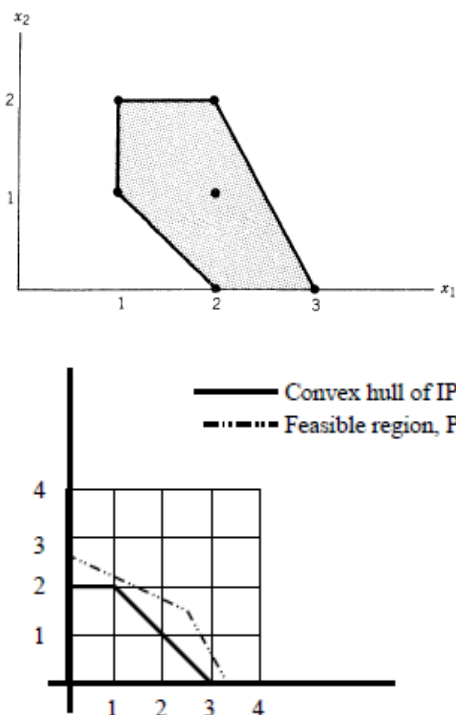 x₂
2
1
1 2 3 x₁
Convex hull of IP
Feasible region, P
4
3
2
1
1 2 3 4